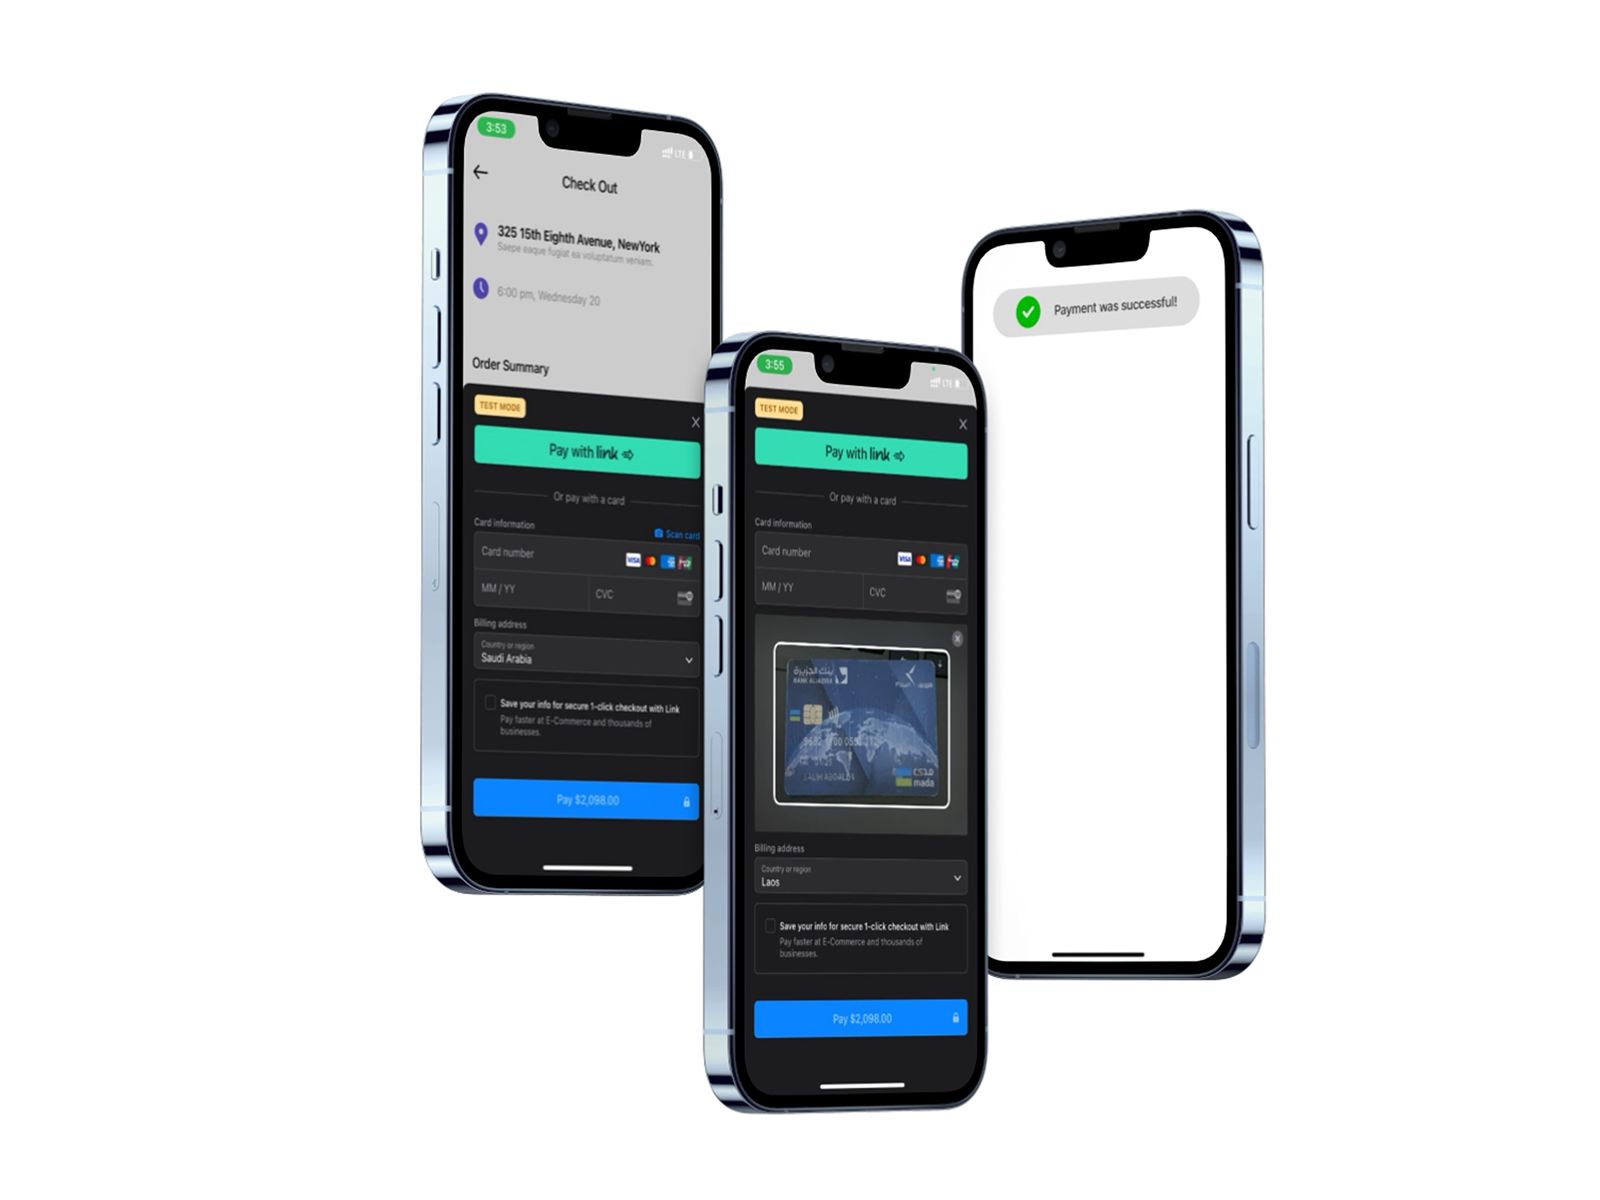 3:53
LTE
Check Out
325 15th Eighth Avenue, NewYork
Saepe eaque fugiat ea voluptatum veniam.
6:00 pm, Wednesday 20
Order Summary
TEST MODE
X
Pay with link
Or pay with a card
Card information
Scan card
Card number
VISA
MM / YY
CVC
Billing address
Country or region
Saudi Arabia
Save your info for secure 1-click checkout with Link
Pay faster at E-Commerce and thousands of
businesses.
Pay $2,098.00
3:55
LTE
TEST MODE
X
Pay with link
Or pay with a card
Card information
Card number
VISA
MM / YY
CVC
بنك الجزيرة
BANK ALJAZIRA
مدى
mada
Billing address
Country or region
Laos
Save your info for secure 1-click checkout with Link
Pay faster at E-Commerce and thousands of
businesses.
Pay $2,098.00
Payment was successful!